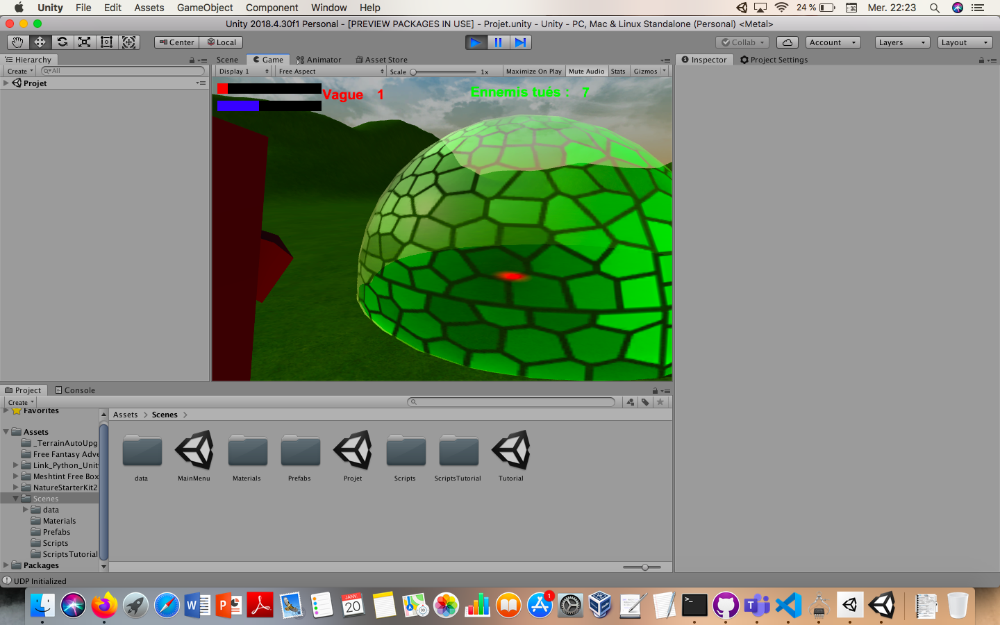 Unity File Edit Assets GameObject Component Window Help 24 % Mer. 22:23
Unity 2018.4.30f1 Personal - [PREVIEW PACKAGES IN USE] - Projet.unity - Unity - PC, Mac & Linux Standalone (Personal) <Metal>
Center Local Collab Account Layers Layout
Hierarchy Scene Game Animator Asset Store Inspector Project Settings
Create All Display 1 Free Aspect Scale 1x Maximize On Play Mute Audio Stats Gizmos
Projet
Vague 1 Ennemis tués : 7
Project Console
Create
Favorites
Assets > Scenes >
Assets
_TerrainAutoUpg
Free Fantasy Adve
Link_Python_Unit
Meshtint Free Box
NatureStarterKit2
Scenes
data
Materials
Prefabs
Scripts
ScriptsTutorial
Packages
data MainMenu Materials Prefabs Projet Scripts ScriptsTutorial Tutorial
UDP Initialized
JANV.
20
1